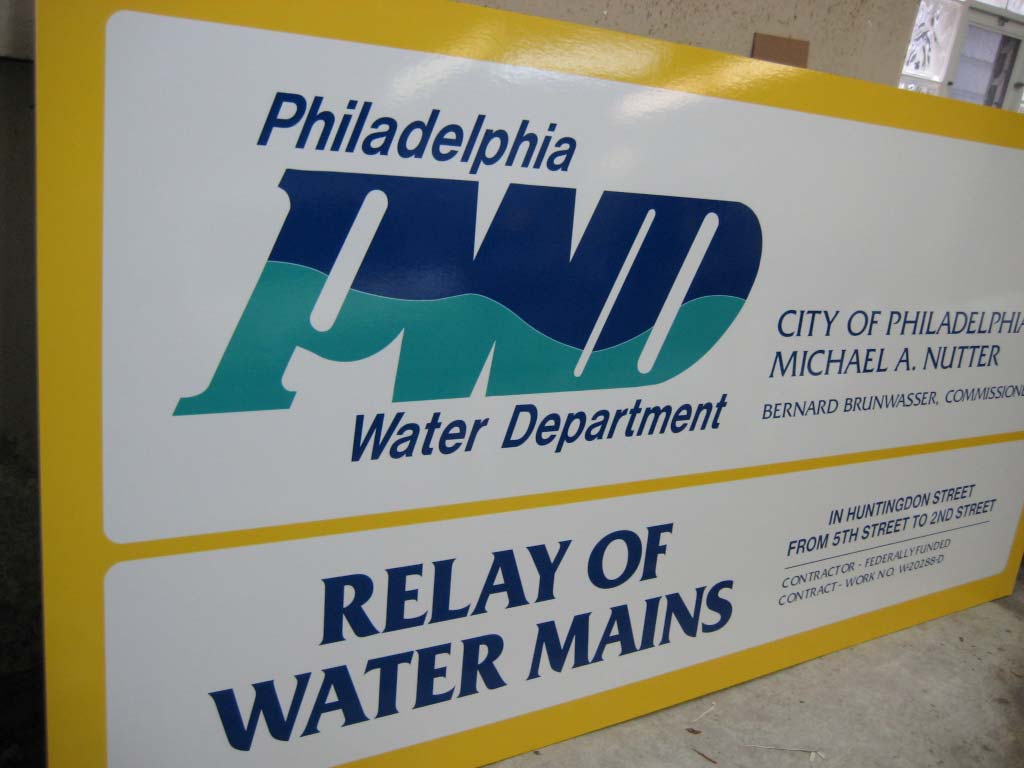 Philadelphia
PWD
Water Department
CITY OF PHILADELPHIA
MICHAEL A. NUTTER
BERNARD BRUNWASSER, COMMISSIONE
RELAY OF
WATER MAINS
IN HUNTINGDON STREET
FROM 5TH STREET TO 2ND STREET
CONTRACTOR - FEDERALLY FUNDED
CONTRACT - WORK NO. W-20288-D